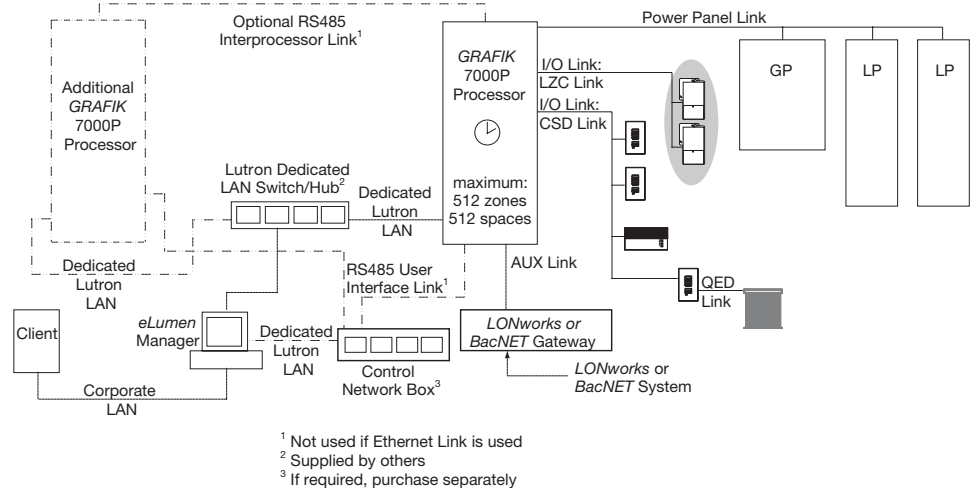 Optional RS485
Interprocessor Link1
Power Panel Link
Additional
GRAFIK
7000P
Processor
GRAFIK
7000P
Processor
I/O Link:
LZC Link
I/O Link:
CSD Link
GP
LP
LP
Lutron Dedicated
LAN Switch/Hub2
Dedicated
Lutron
LAN
maximum:
512 zones
512 spaces
Dedicated
Lutron
LAN
RS485 User
Interface Link1
AUX Link
QED
Link
Client
eLumen
Manager
Dedicated
Lutron
LAN
LONworks or
BacNET Gateway
Control
Network Box3
LONworks or
BacNET System
Corporate
LAN
1 Not used if Ethernet Link is used
2 Supplied by others
3 If required, purchase separately